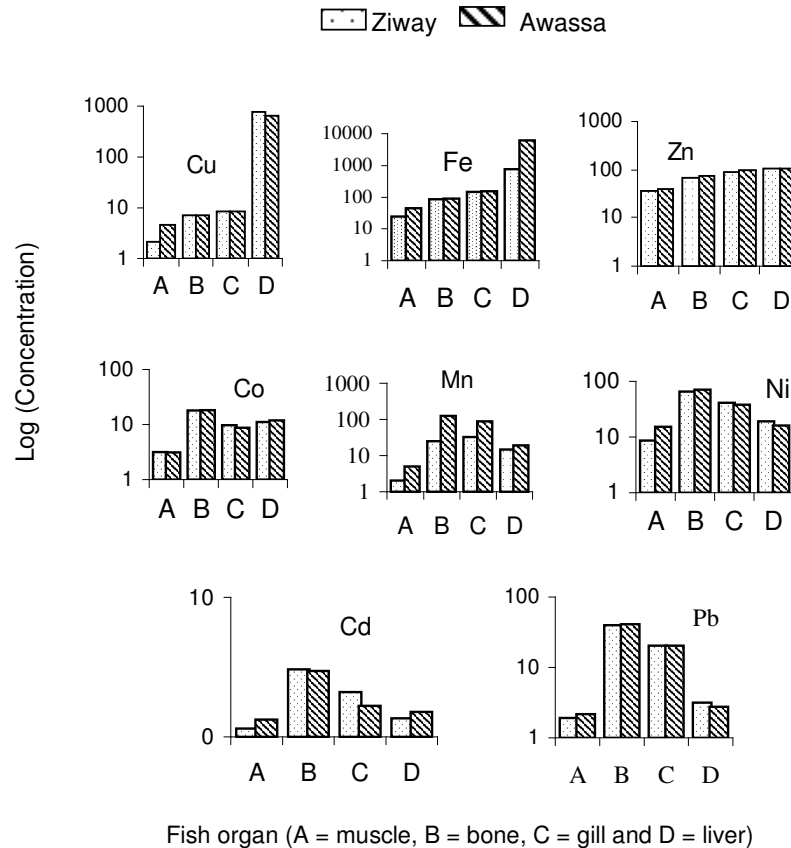 Ziway Awassa
Log (Concentration)
Cu
1000
100
10
1
A B C D
Fe
10000
1000
100
10
1
A B C D
Zn
1000
100
10
1
A B C D
Co
100
10
1
A B C D
Mn
1000
100
10
1
A B C D
Ni
100
10
1
A B C D
Cd
10
0
A B C D
Pb
100
10
1
A B C D
Fish organ (A = muscle, B = bone, C = gill and D = liver)